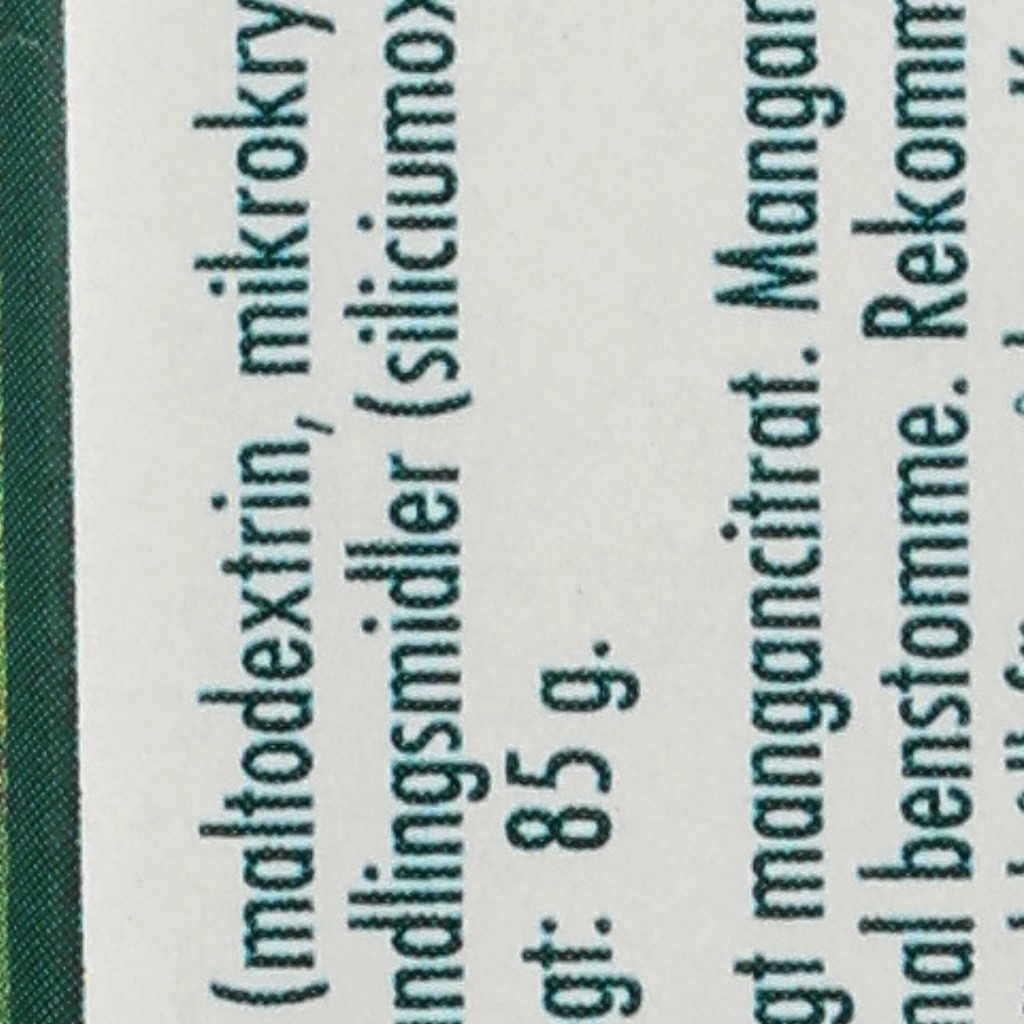 (maltodextrin, mikrokry
ndlingsmidler (siliciumox
gt: 85 g.
gt mangancitrat. Mangan
nal benstomme. Rekomm